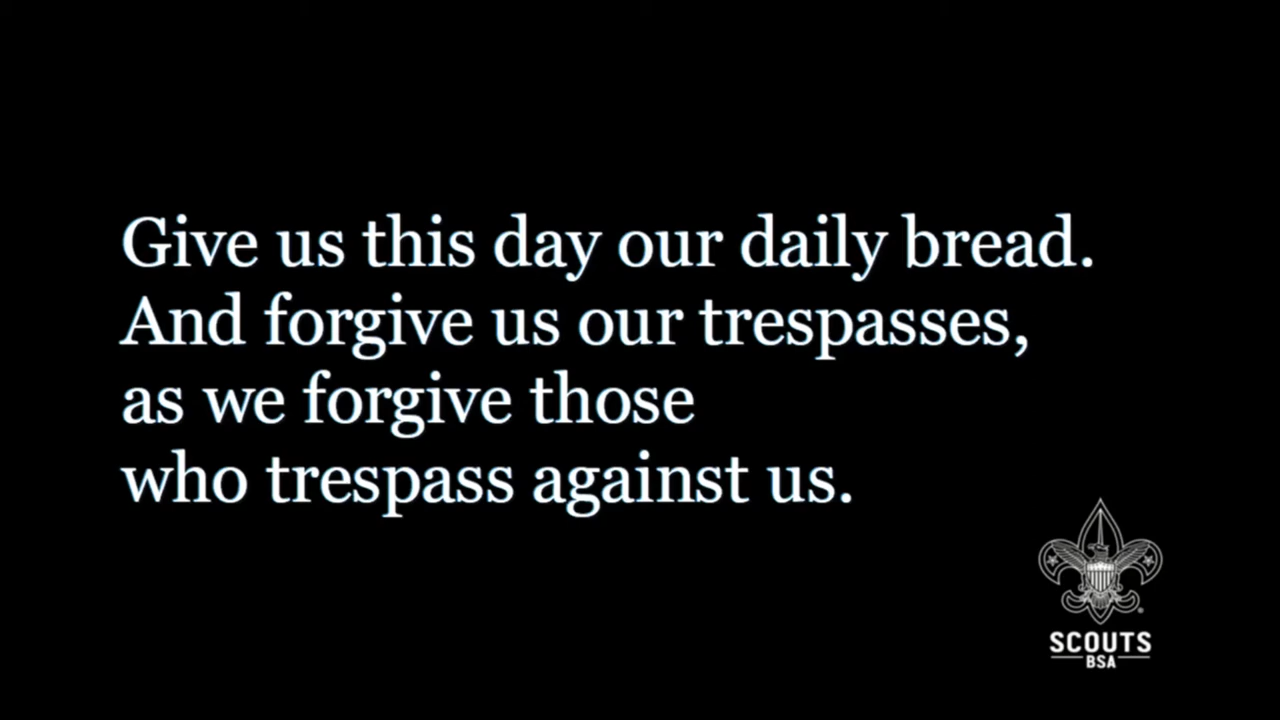 Give us this day our daily bread.
And forgive us our trespasses,
as we forgive those
who trespass against us.
SCOUTS
BSA